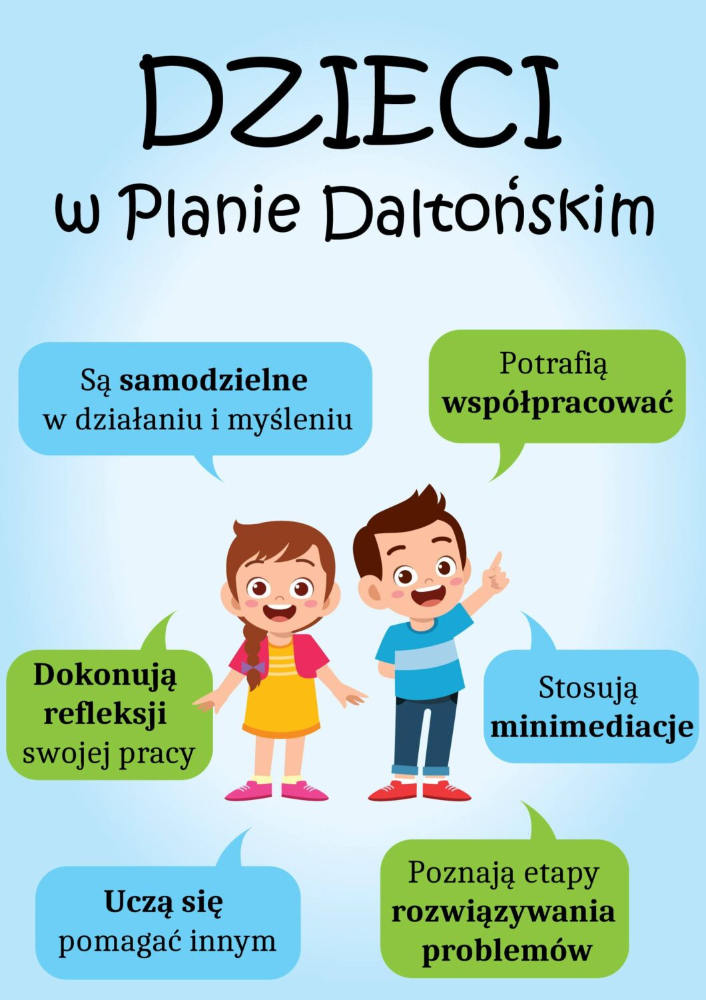 DZIECI
w Planie Daltońskim
Są samodzielne
w działaniu i myśleniu
Potrafią
współpracować
Dokonują
refleksji
swojej pracy
Stosują
minimediacje
Uczą się
pomagać innym
Poznają etapy
rozwiązywania
problemów